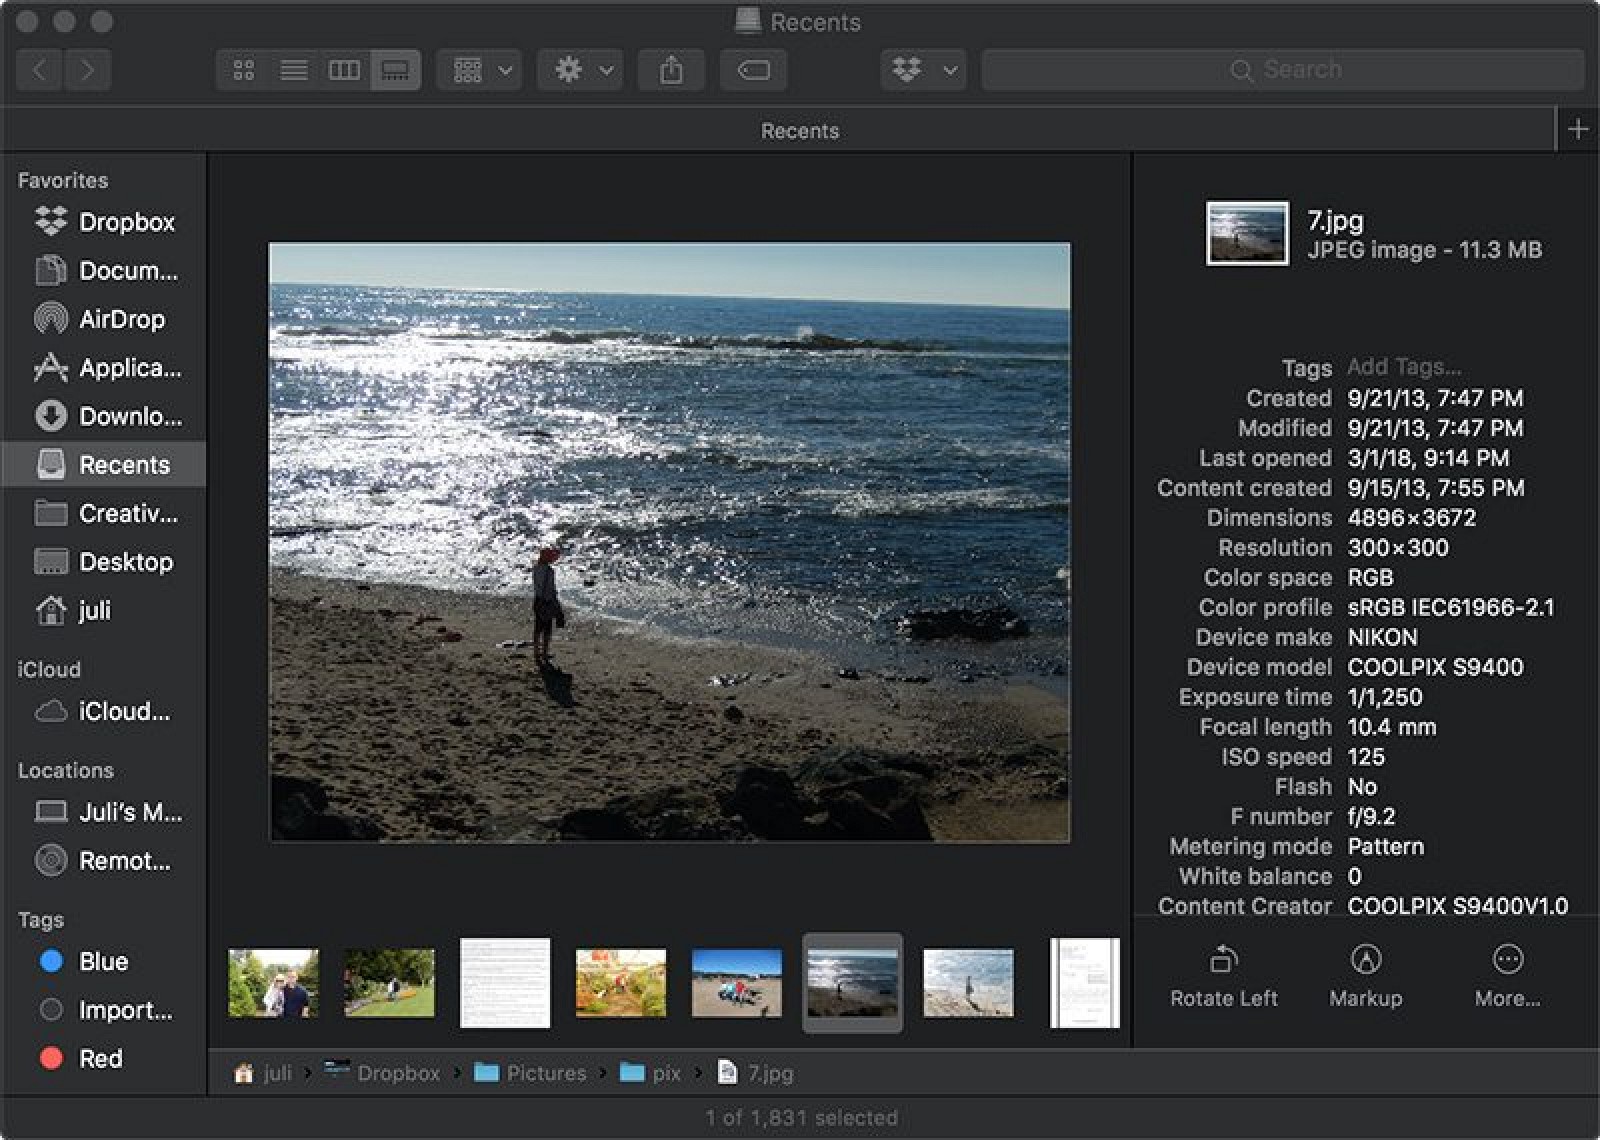 Recents
Search
Recents
Favorites
Dropbox
Docum...
AirDrop
Applica...
Downlo...
Recents
Creativ...
Desktop
juli
iCloud
iCloud...
Locations
Juli's M...
Remot...
Tags
Blue
Import...
Red
7.jpg
JPEG image - 11.3 MB
Tags Add Tags...
Created 9/21/13, 7:47 PM
Modified 9/21/13, 7:47 PM
Last opened 3/1/18, 9:14 PM
Content created 9/15/13, 7:55 PM
Dimensions 4896×3672
Resolution 300×300
Color space RGB
Color profile sRGB IEC61966-2.1
Device make NIKON
Device model COOLPIX S9400
Exposure time 1/1,250
Focal length 10.4 mm
ISO speed 125
Flash No
F number f/9.2
Metering mode Pattern
White balance 0
Content Creator COOLPIX S9400V1.0
Rotate Left Markup More...
juli Dropbox Pictures pix 7.jpg
1 of 1,831 selected